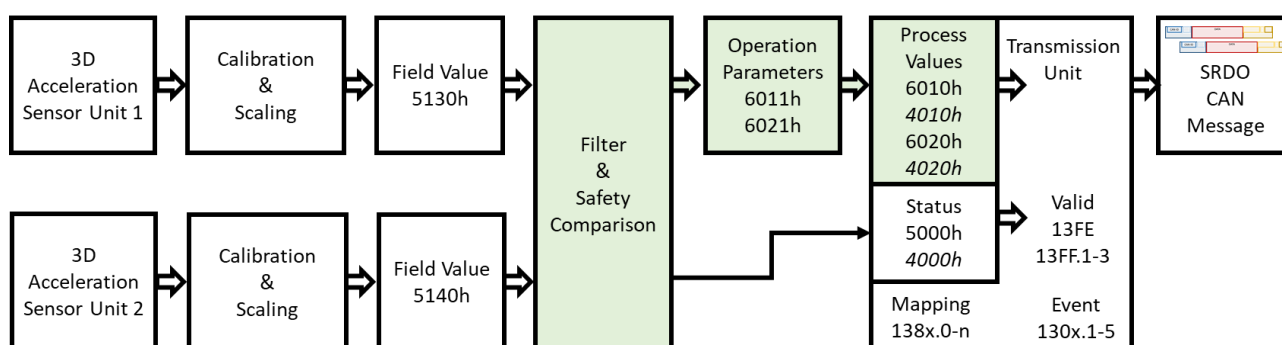 3D
Acceleration
Sensor Unit 1
Calibration
&
Scaling
Field Value
5130h
Filter
&
Safety
Comparison
Operation
Parameters
6011h
6021h
Process
Values
6010h
4010h
6020h
4020h
Transmission
Unit
SRDO
CAN
Message
3D
Acceleration
Sensor Unit 2
Calibration
&
Scaling
Field Value
5140h
Status
5000h
4000h
Valid
13FE
13FF.1-3
Mapping
138x.0-n
Event
130x.1-5